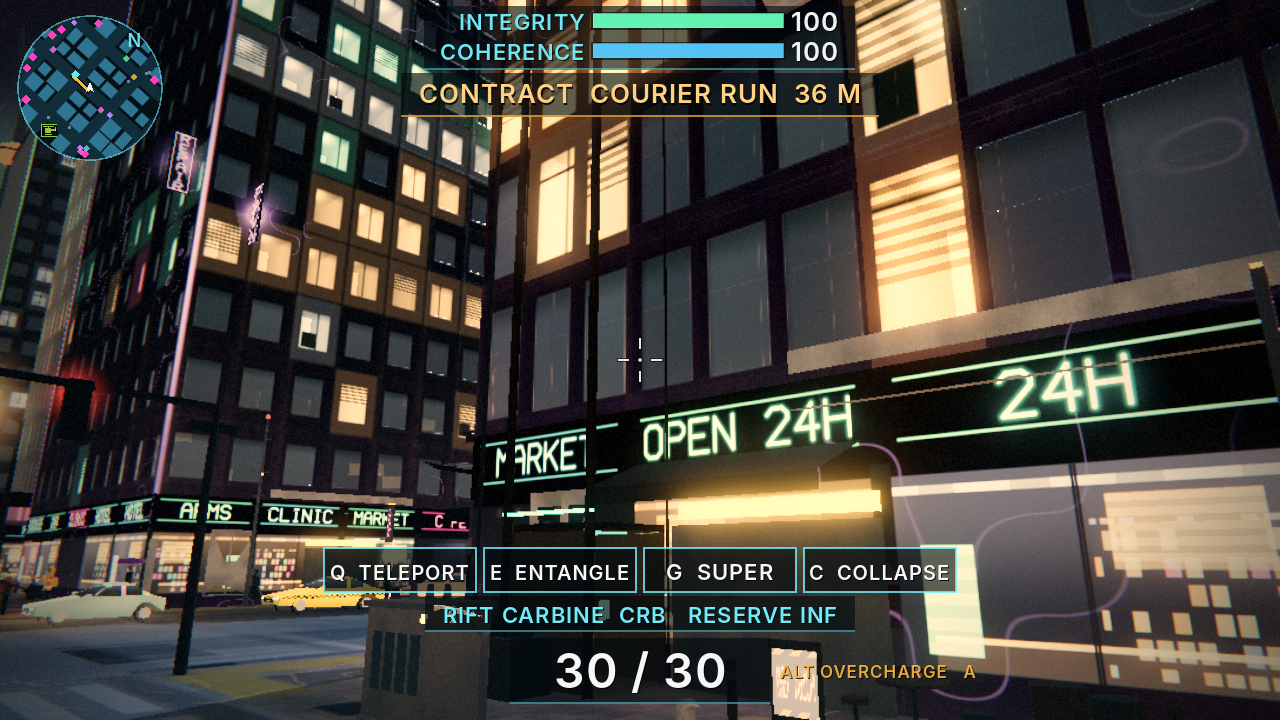 N
INTEGRITY 100
COHERENCE 100
CONTRACT COURIER RUN 36 M
24H
OPEN 24H
MARKET
ARMS CLINIC MARKET
Q TELEPORT E ENTANGLE G SUPER C COLLAPSE
RIFT CARBINE CRB RESERVE INF
30 / 30
ALT OVERCHARGE A